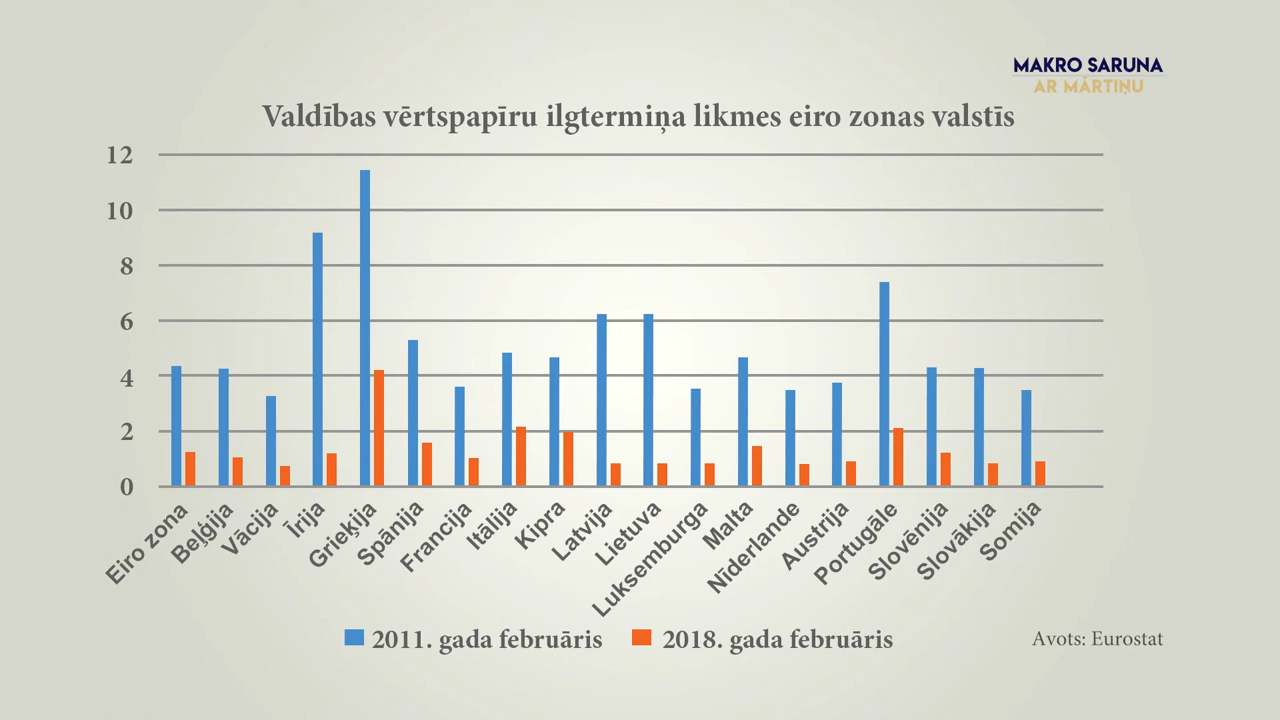 MAKRO SARUNA
AR MĀRTIŅU
Valdības vērtspapīru ilgtermiņa likmes eiro zonas valstīs
12
10
8
6
4
2
0
Eiro zona
Beļģija
Vācija
Īrija
Grieķija
Spānija
Francija
Itālija
Kipra
Latvija
Lietuva
Luksemburga
Malta
Nīderlande
Austrija
Portugāle
Slovēnija
Slovākija
Somija
2011. gada februāris
2018. gada februāris
Avots: Eurostat